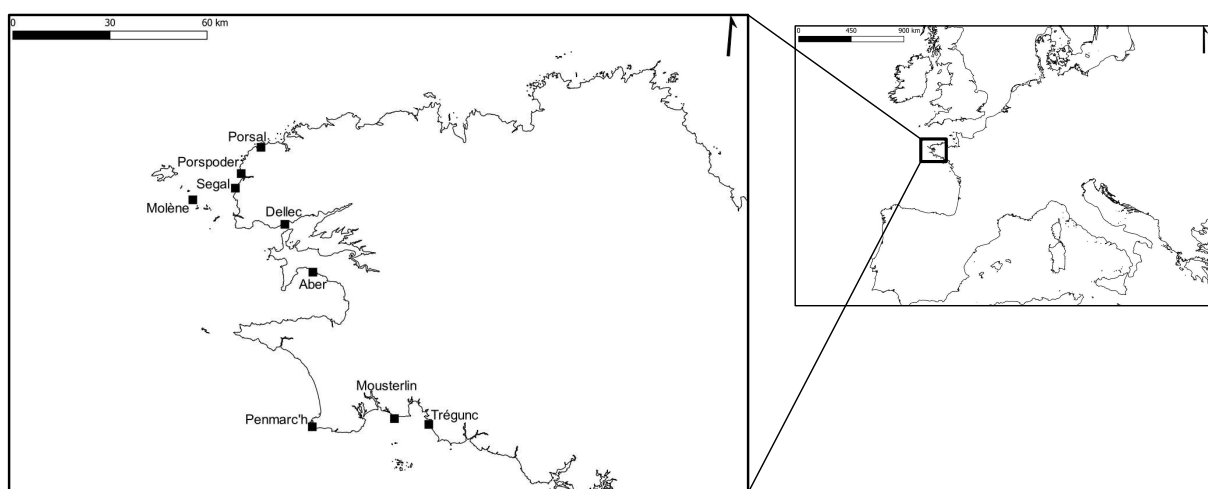 0 30 60 km
Porsal
Porspoder
Segal
Molène
Dellec
Aber
Mousterlin
Penmarc'h
Trégunc
0 450 900 km